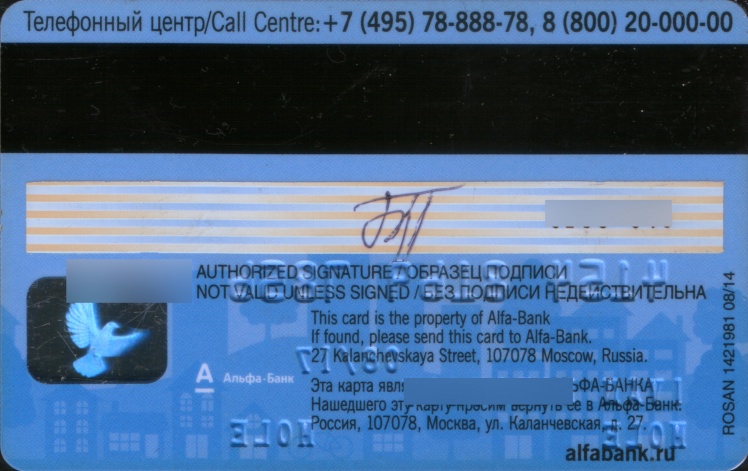 Телефонный центр/Call Centre:+7 (495) 78-888-78, 8 (800) 20-000-00
AUTHORIZED SIGNATURE / ОБРАЗЕЦ ПОДПИСИ
NOT VALID UNLESS SIGNED / БЕЗ ПОДПИСИ НЕДЕЙСТВИТЕЛЬНА
This card is the property of Alfa-Bank
If found, please send this card to Alfa-Bank.
27 Kalanchevskaya Street, 107078 Moscow, Russia.
А Альфа·Банк
Эта карта
Нашедшего эту карту просим вернуть ее в Альфа-Банк:
Россия, 107078, Москва, ул. Каланчевская, д. 27.
alfabank.ru
ROSAN 1421981 08/14